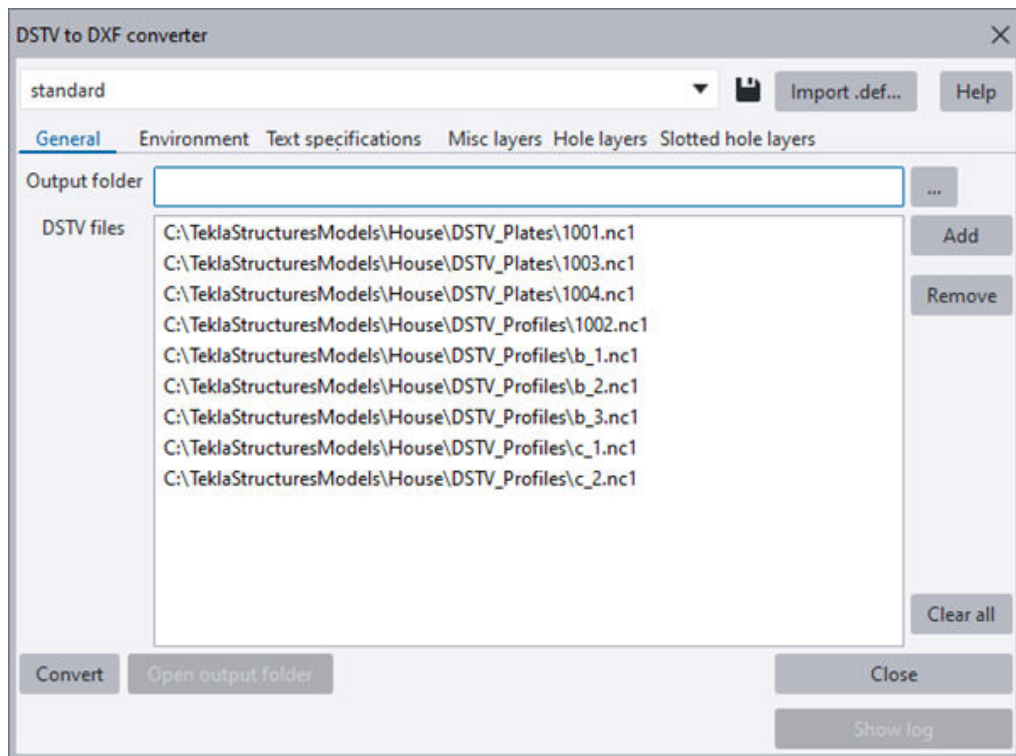 DSTV to DXF converter
standard
Import .def...
Help
General Environment Text specifications Misc layers Hole layers Slotted hole layers
Output folder
...
DSTV files
C:\TeklaStructuresModels\House\DSTV_Plates\1001.nc1
C:\TeklaStructuresModels\House\DSTV_Plates\1003.nc1
C:\TeklaStructuresModels\House\DSTV_Plates\1004.nc1
C:\TeklaStructuresModels\House\DSTV_Profiles\1002.nc1
C:\TeklaStructuresModels\House\DSTV_Profiles\b_1.nc1
C:\TeklaStructuresModels\House\DSTV_Profiles\b_2.nc1
C:\TeklaStructuresModels\House\DSTV_Profiles\b_3.nc1
C:\TeklaStructuresModels\House\DSTV_Profiles\c_1.nc1
C:\TeklaStructuresModels\House\DSTV_Profiles\c_2.nc1
Add
Remove
Clear all
Convert
Open output folder
Close
Show log